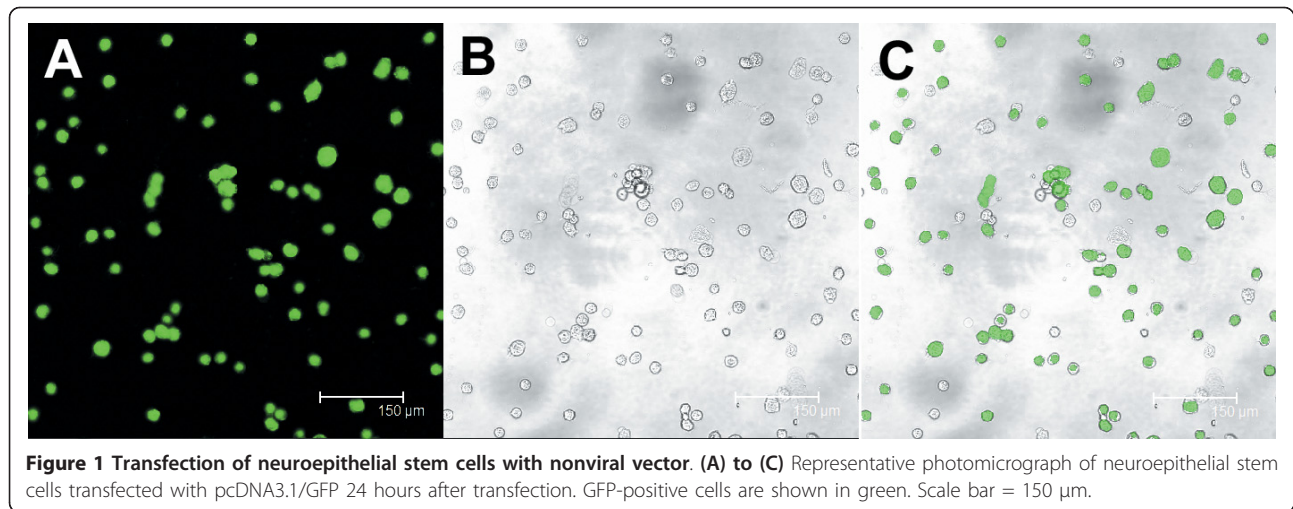 A B C
150 µm 150 µm 150 µm
Figure 1 Transfection of neuroepithelial stem cells with nonviral vector. (A) to (C) Representative photomicrograph of neuroepithelial stem
cells transfected with pcDNA3.1/GFP 24 hours after transfection. GFP-positive cells are shown in green. Scale bar = 150 μm.